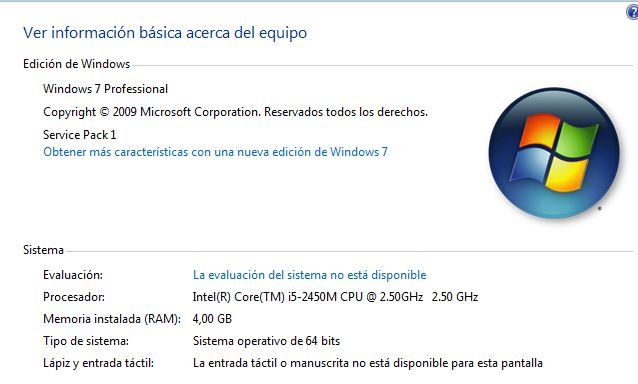 Ver información básica acerca del equipo
Edición de Windows
Windows 7 Professional
Copyright © 2009 Microsoft Corporation. Reservados todos los derechos.
Service Pack 1
Obtener más características con una nueva edición de Windows 7
Sistema
Evaluación: La evaluación del sistema no está disponible
Procesador: Intel(R) Core(TM) i5-2450M CPU @ 2.50GHz 2.50 GHz
Memoria instalada (RAM): 4,00 GB
Tipo de sistema: Sistema operativo de 64 bits
Lápiz y entrada táctil: La entrada táctil o manuscrita no está disponible para esta pantalla